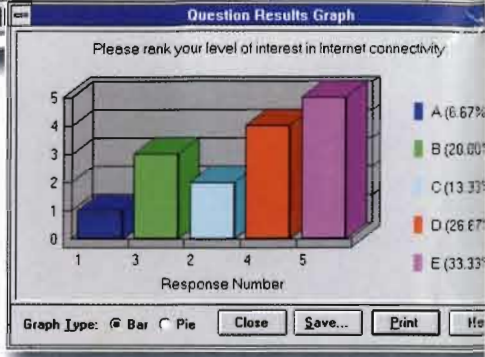 Question Results Graph
Please rank your level of interest in Internet connectivity
5
4
3
2
1
0
1 3 2 4 5
Response Number
A (6.67%
B (20.00%
C (13.33%
D (26.67%
E (33.33%
Graph Type: Bar Pie Close Save... Print He